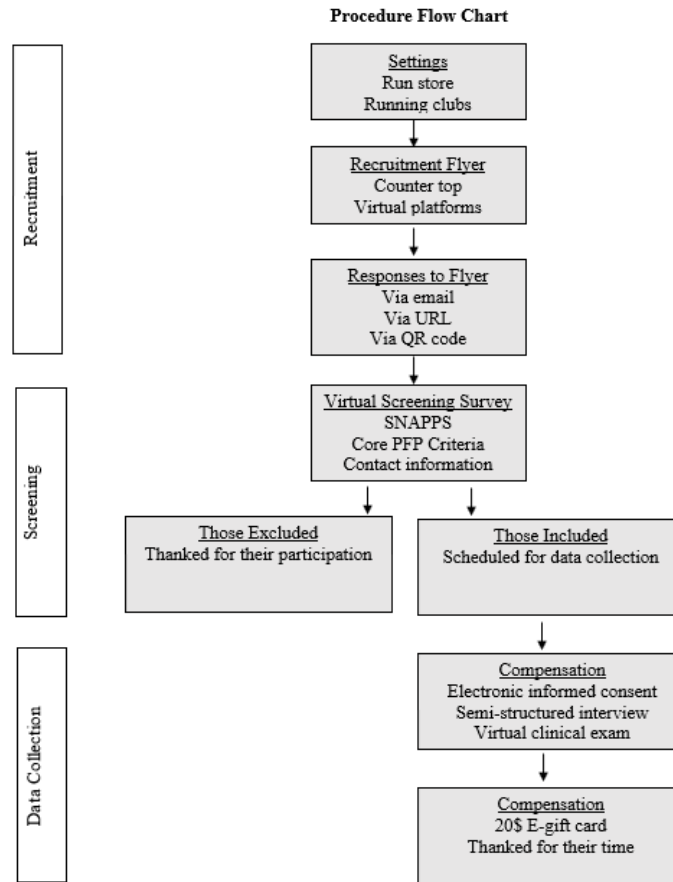 Procedure Flow Chart
Recruitment
Settings
Run store
Running clubs
Recruitment Flyer
Counter top
Virtual platforms
Responses to Flyer
Via email
Via URL
Via QR code
Screening
Virtual Screening Survey
SNAPPS
Core PFP Criteria
Contact information
Those Excluded
Thanked for their participation
Those Included
Scheduled for data collection
Data Collection
Compensation
Electronic informed consent
Semi-structured interview
Virtual clinical exam
Compensation
20$ E-gift card
Thanked for their time